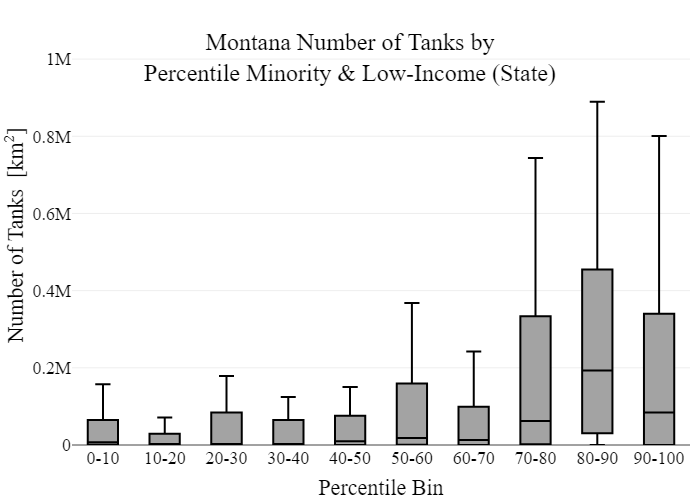 Montana Number of Tanks by
Percentile Minority & Low-Income (State)
Number of Tanks [km²]
1M
0.8M
0.6M
0.4M
0.2M
0
0-10 10-20 20-30 30-40 40-50 50-60 60-70 70-80 80-90 90-100
Percentile Bin